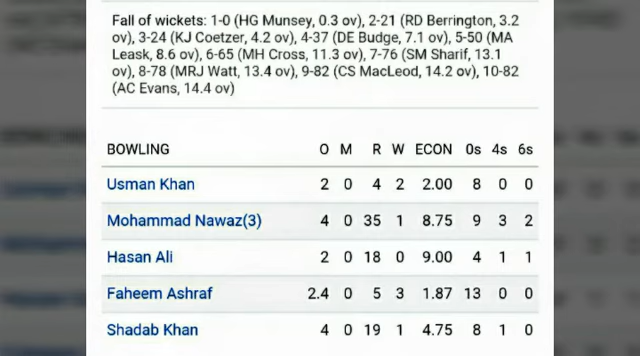 Fall of wickets: 1-0 (HG Munsey, 0.3 ov), 2-21 (RD Berrington, 3.2
ov), 3-24 (KJ Coetzer, 4.2 ov), 4-37 (DE Budge, 7.1 ov), 5-50 (MA
Leask, 8.6 ov), 6-65 (MH Cross, 11.3 ov), 7-76 (SM Sharif, 13.1
ov), 8-78 (MRJ Watt, 13.4 ov), 9-82 (CS MacLeod, 14.2 ov), 10-82
(AC Evans, 14.4 ov)
BOWLING O M R W ECON 0s 4s 6s
Usman Khan 2 0 4 2 2.00 8 0 0
Mohammad Nawaz(3) 4 0 35 1 8.75 9 3 2
Hasan Ali 2 0 18 0 9.00 4 1 1
Faheem Ashraf 2.4 0 5 3 1.87 13 0 0
Shadab Khan 4 0 19 1 4.75 8 1 0